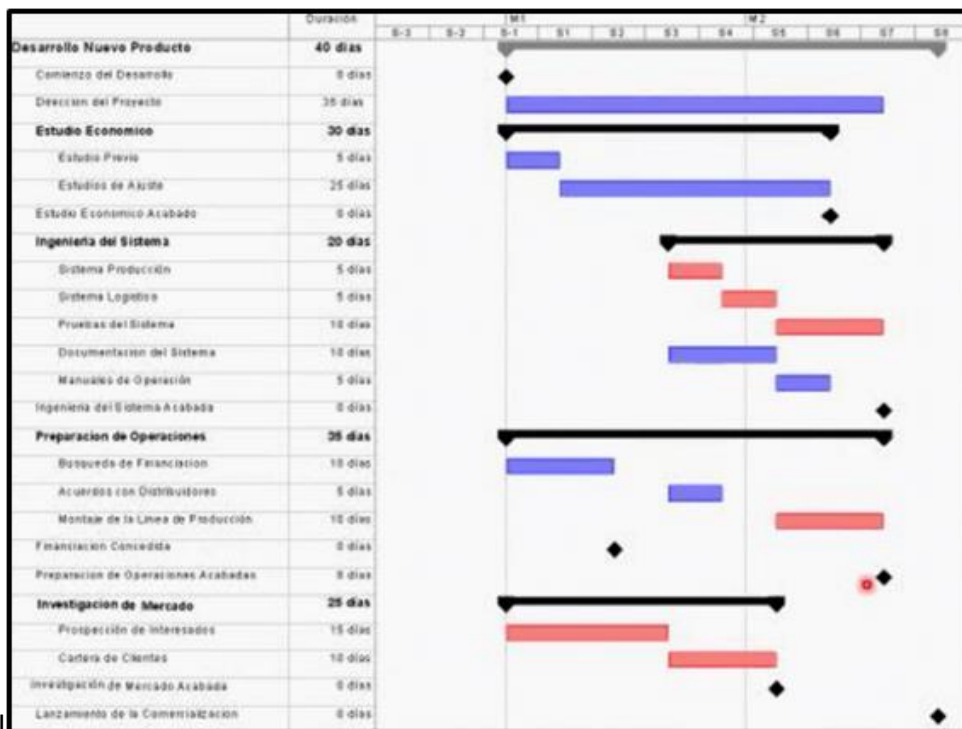 Duración
M1 M2
S-3 S-2 S-1 S1 S2 S3 S4 S5 S6 S7 S8
Desarrollo Nuevo Producto 40 días
Comienzo del Desarrollo 0 días
Direccion del Proyecto 35 días
Estudio Economico 30 días
Estudio Previo 5 días
Estudios de Ajuste 25 días
Estudio Economico Acabado 0 días
Ingenieria del Sistema 20 días
Sistema Producción 5 días
Sistema Logistico 5 días
Pruebas del Sistema 10 días
Documentacion del Sistema 10 días
Manuales de Operación 5 días
Ingenieria del Sistema Acabada 0 días
Preparacion de Operaciones 35 días
Busqueda de Financiacion 10 días
Acuerdos con Distribuidores 5 días
Montaje de la Linea de Producción 10 días
Financiacion Concedida 0 días
Preparacion de Operaciones Acabadas 0 días
Investigacion de Mercado 25 días
Prospección de Interesados 15 días
Cartera de Clientes 10 días
Investigación de Mercado Acabada 0 días
Lanzamiento de la Comercializacion 0 días